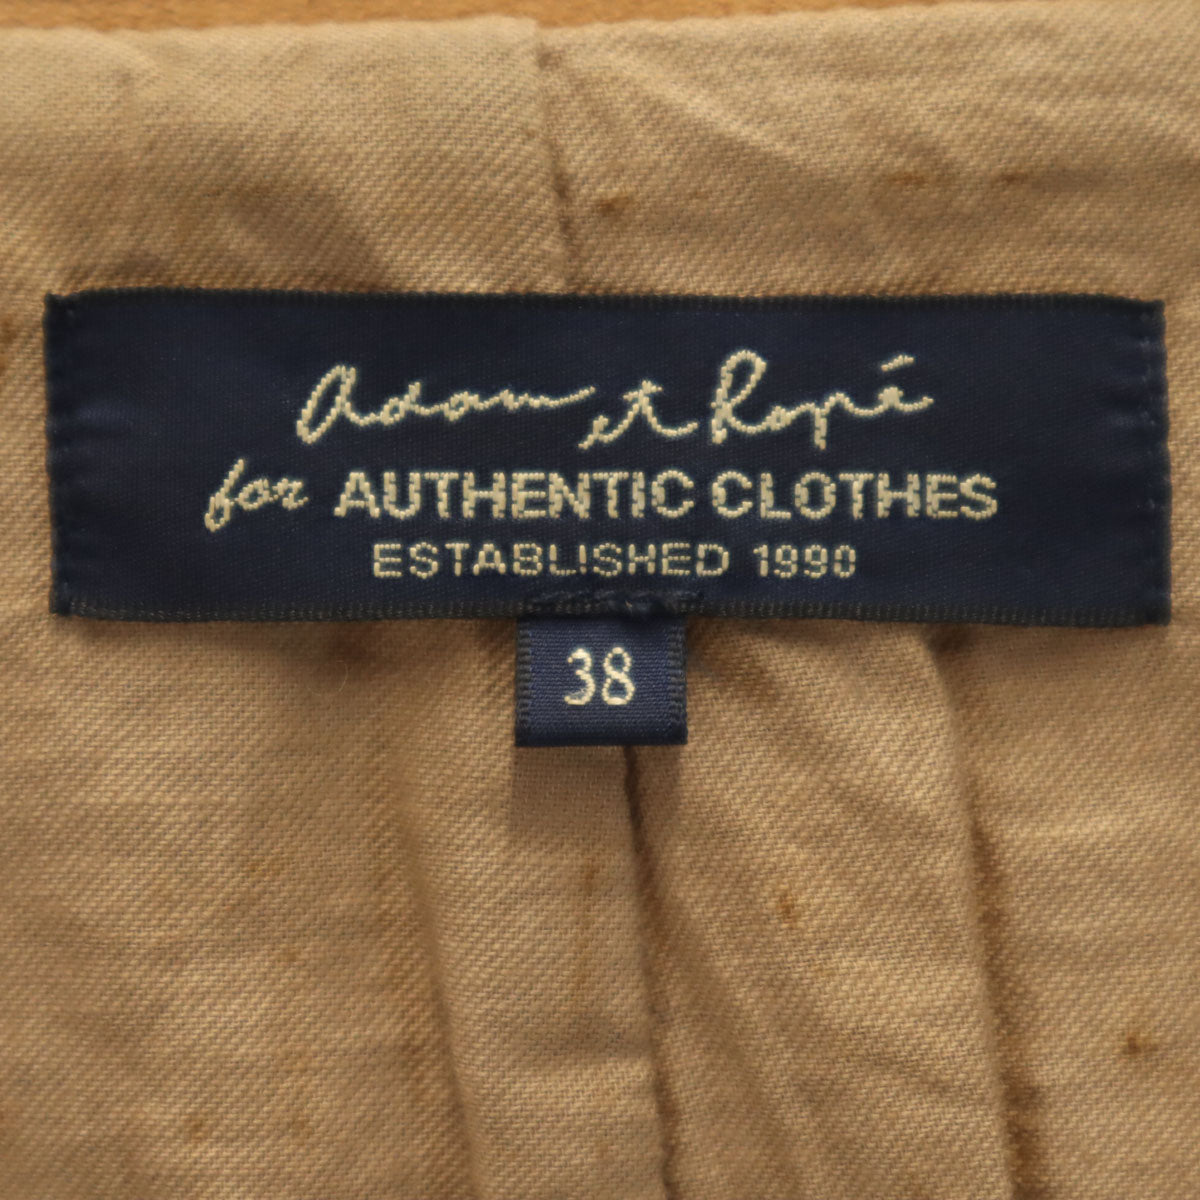 Adam et Ropé
for AUTHENTIC CLOTHES
ESTABLISHED 1990
38